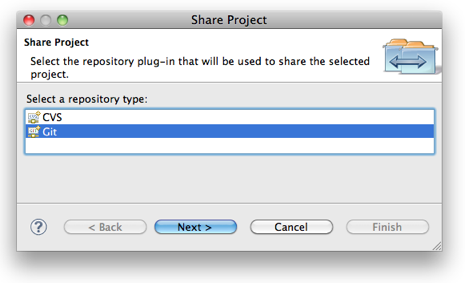 Share Project
Share Project
Select the repository plug-in that will be used to share the selected
project.
Select a repository type:
CVS
Git
?
< Back
Next >
Cancel
Finish